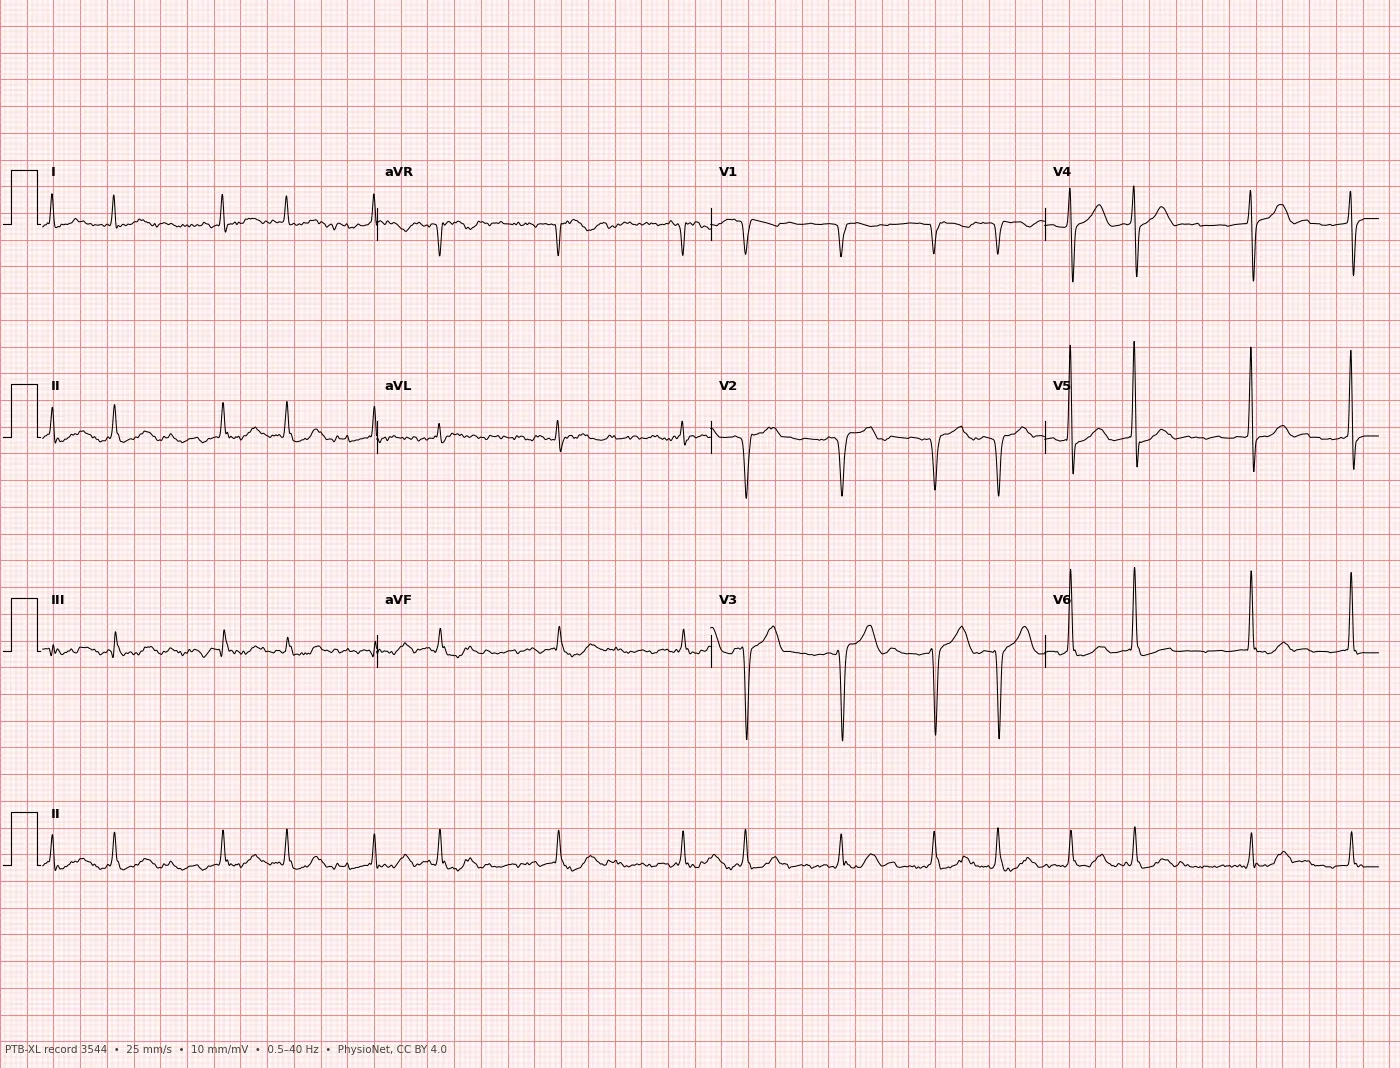 I
aVR
V1
V4
II
aVL
V2
V5
III
aVF
V3
V6
II
PTB-XL record 3544 • 25 mm/s • 10 mm/mV • 0.5–40 Hz • PhysioNet, CC BY 4.0